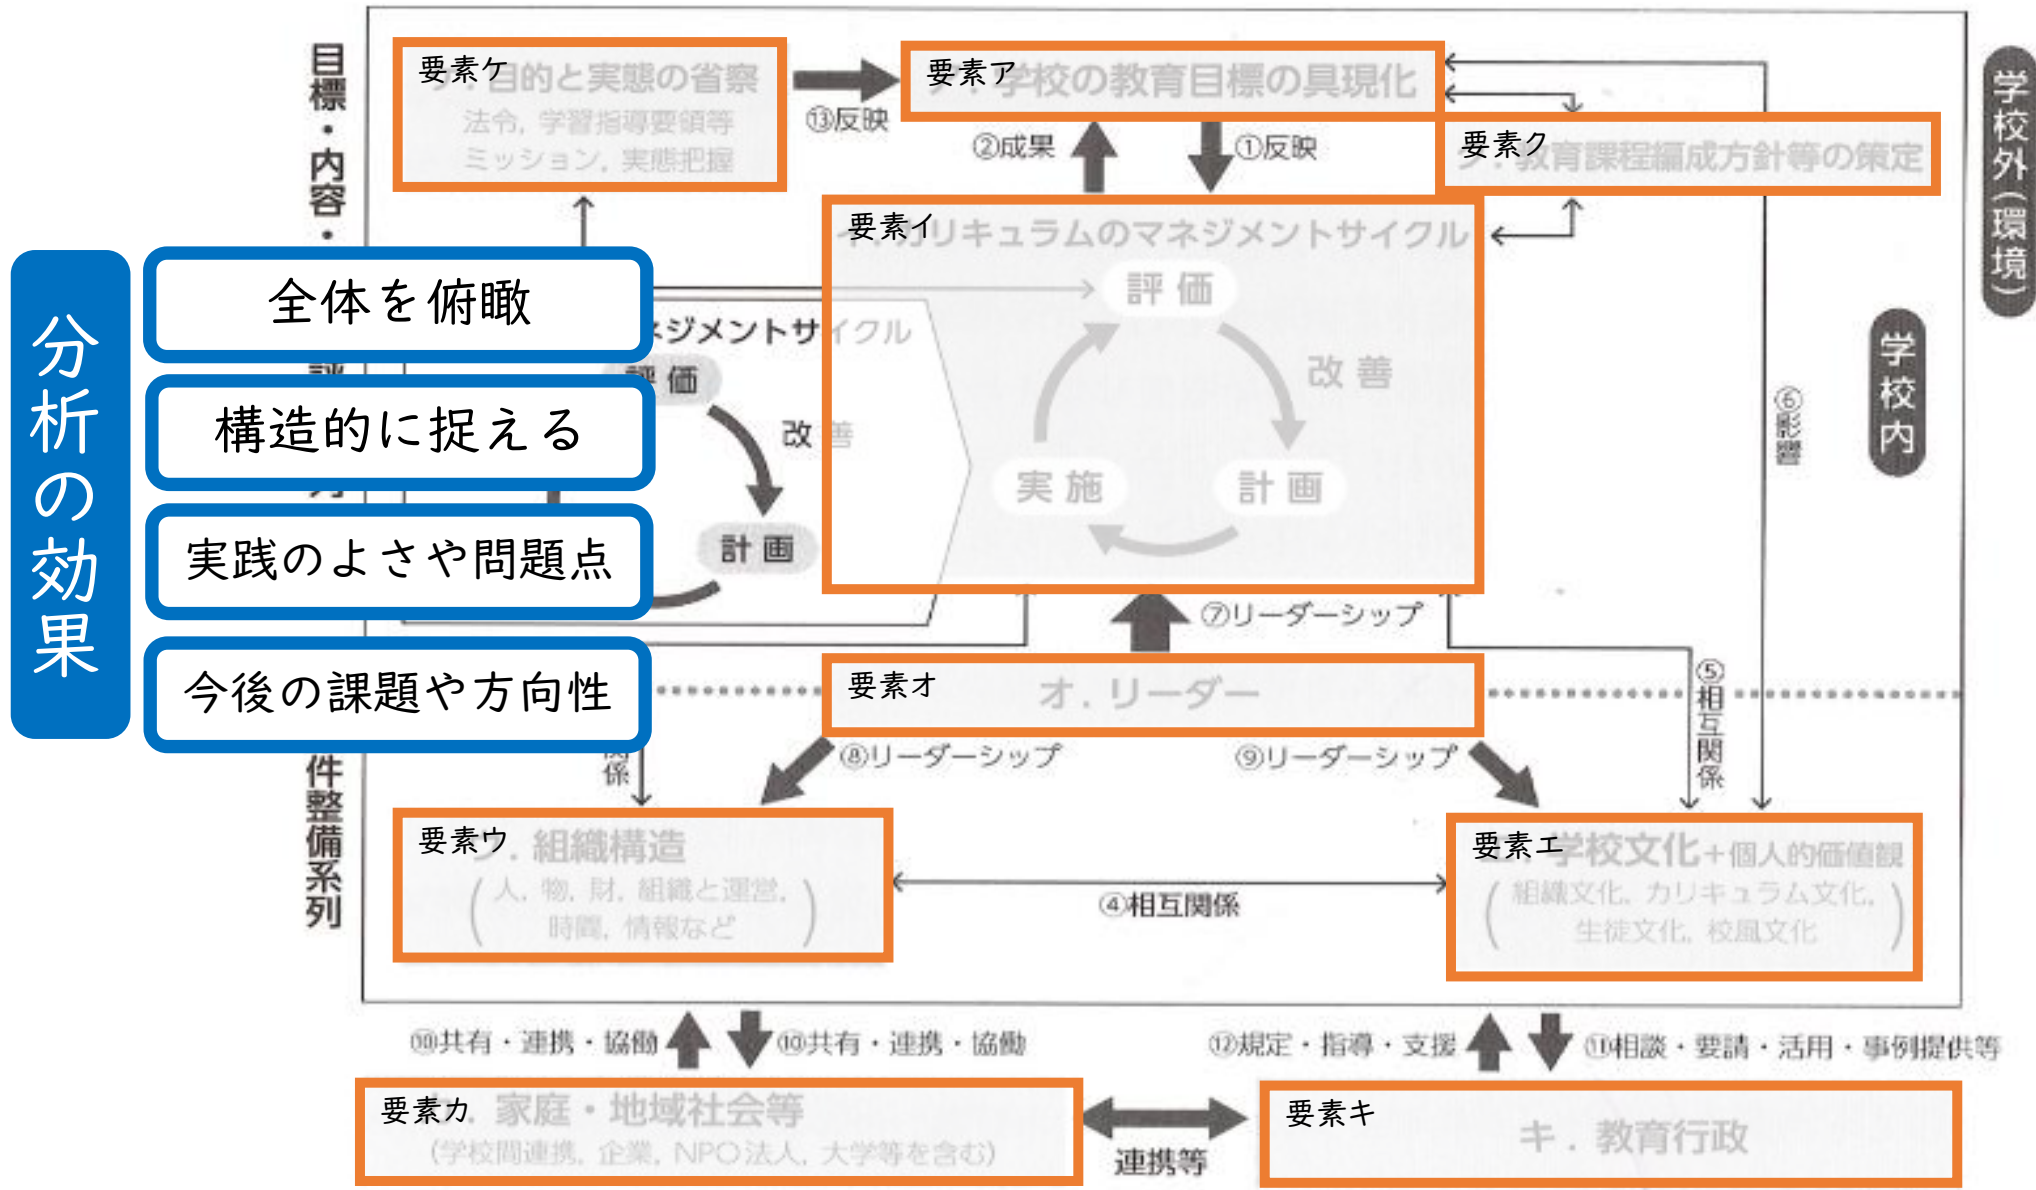 目標・内容・
要素ケ
．目的と実態の省察
法令, 学習指導要領等
ミッション, 実態把握
⑬反映
要素ア
．学校の教育目標の具現化
②成果
①反映
要素ク
．教育課程編成方針等の策定
学校外（環境）
学校内
分析の効果
全体を俯瞰
構造的に捉える
実践のよさや問題点
今後の課題や方向性
ネジメントサイクル
評価
改善
計画
要素イ
カリキュラムのマネジメントサイクル
評価
改善
実施
計画
⑥影響
⑦リーダーシップ
要素オ
オ．リーダー
⑤相互関係
⑧リーダーシップ
⑨リーダーシップ
関係
件整備系列
要素ウ
．組織構造
（人, 物, 財, 組織と運営,
時間, 情報など）
④相互関係
要素エ
学校文化＋個人的価値観
（組織文化, カリキュラム文化,
生徒文化, 校風文化）
⑩共有・連携・協働
⑩共有・連携・協働
⑫規定・指導・支援
⑪相談・要請・活用・事例提供等
要素カ
．家庭・地域社会等
（学校間連携, 企業, NPO法人, 大学等を含む）
連携等
要素キ
キ．教育行政